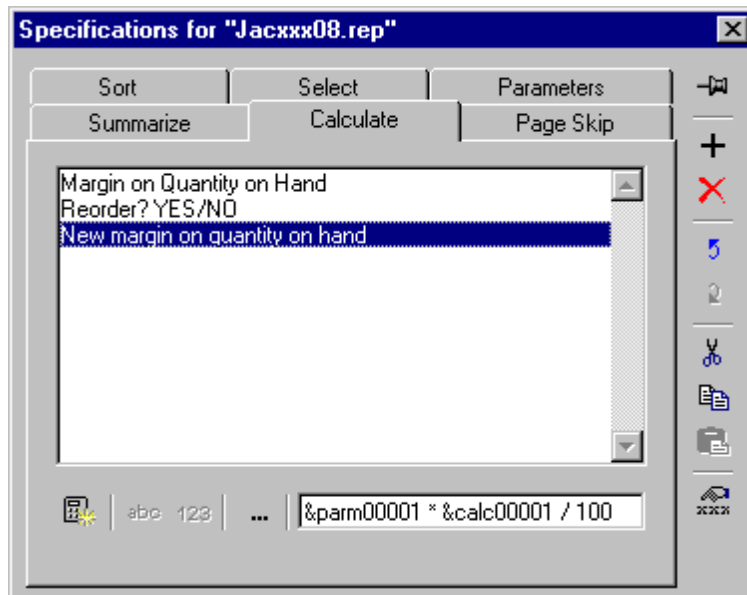 Specifications for "Jacxxx08.rep"
Sort Select Parameters
Summarize Calculate Page Skip
Margin on Quantity on Hand
Reorder? YES/NO
New margin on quantity on hand
abc 123 ... &parm00001 * &calc00001 / 100
xxx